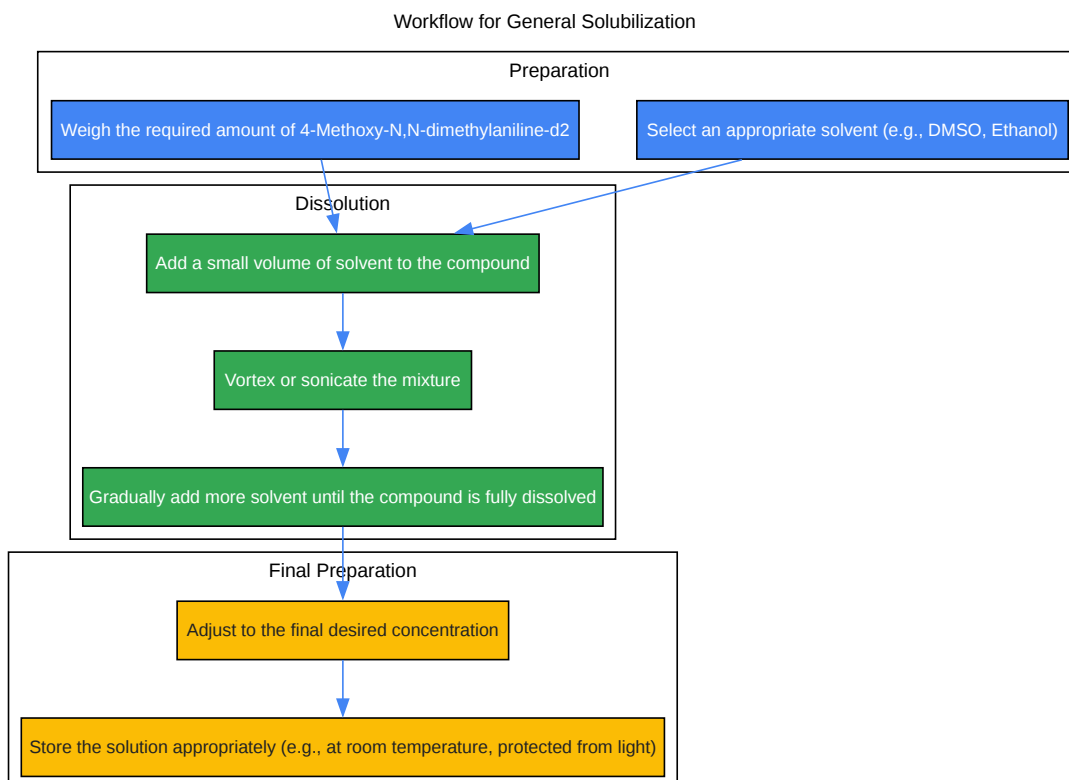 Workflow for General Solubilization
Preparation
Weigh the required amount of 4-Methoxy-N,N-dimethylaniline-d2
Select an appropriate solvent (e.g., DMSO, Ethanol)
Dissolution
Add a small volume of solvent to the compound
Vortex or sonicate the mixture
Gradually add more solvent until the compound is fully dissolved
Final Preparation
Adjust to the final desired concentration
Store the solution appropriately (e.g., at room temperature, protected from light)